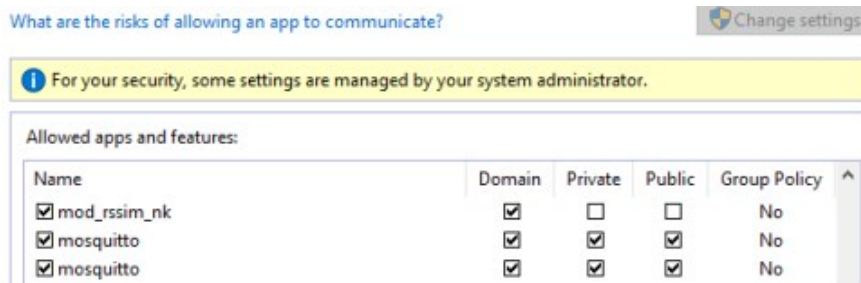 What are the risks of allowing an app to communicate? Change settings
For your security, some settings are managed by your system administrator.
Allowed apps and features:
Name Domain Private Public Group Policy
mod_rssim_nk No
mosquitto No
mosquitto No